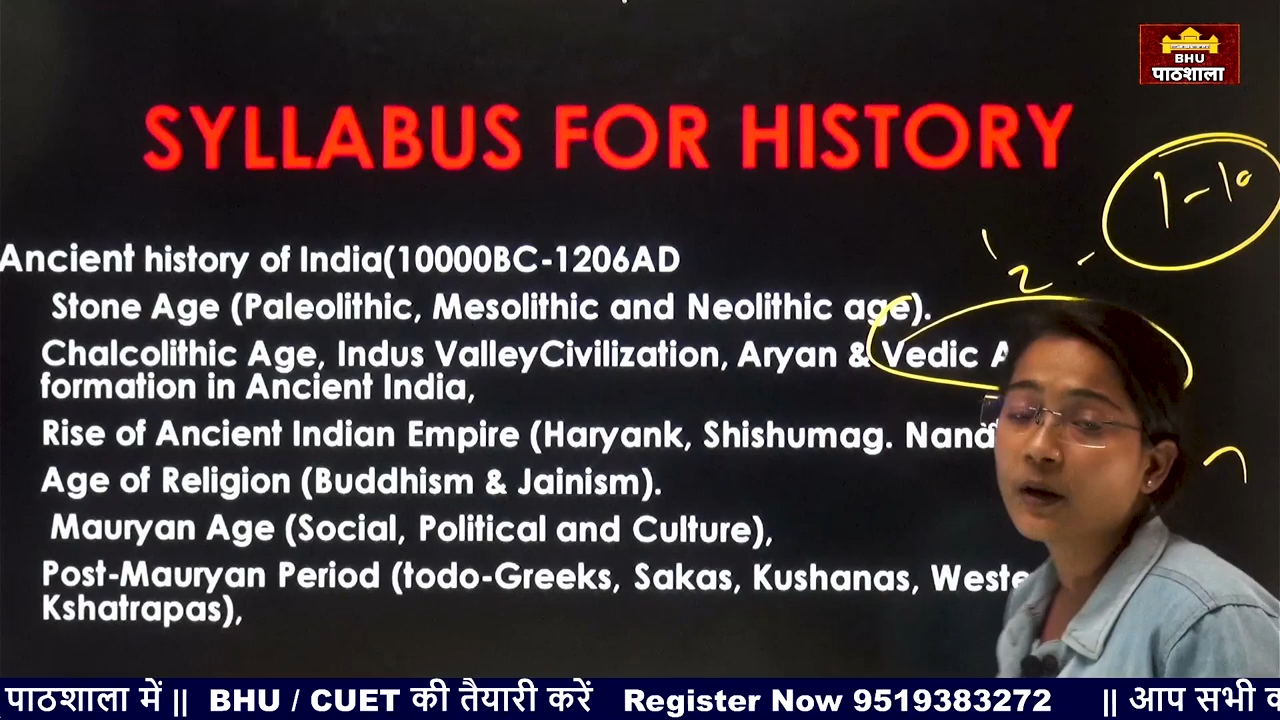 BHU
पाठशाला
SYLLABUS FOR HISTORY
1-10
2 -
Ancient history of India(10000BC-1206AD
Stone Age (Paleolithic, Mesolithic and Neolithic age).
Chalcolithic Age, Indus ValleyCivilization, Aryan & Vedic A
formation in Ancient India,
Rise of Ancient Indian Empire (Haryank, Shishumag. Nand
Age of Religion (Buddhism & Jainism).
Mauryan Age (Social, Political and Culture),
Post-Mauryan Period (todo-Greeks, Sakas, Kushanas, Weste
Kshatrapas),
पाठशाला में || BHU / CUET की तैयारी करें Register Now 9519383272 || आप सभी